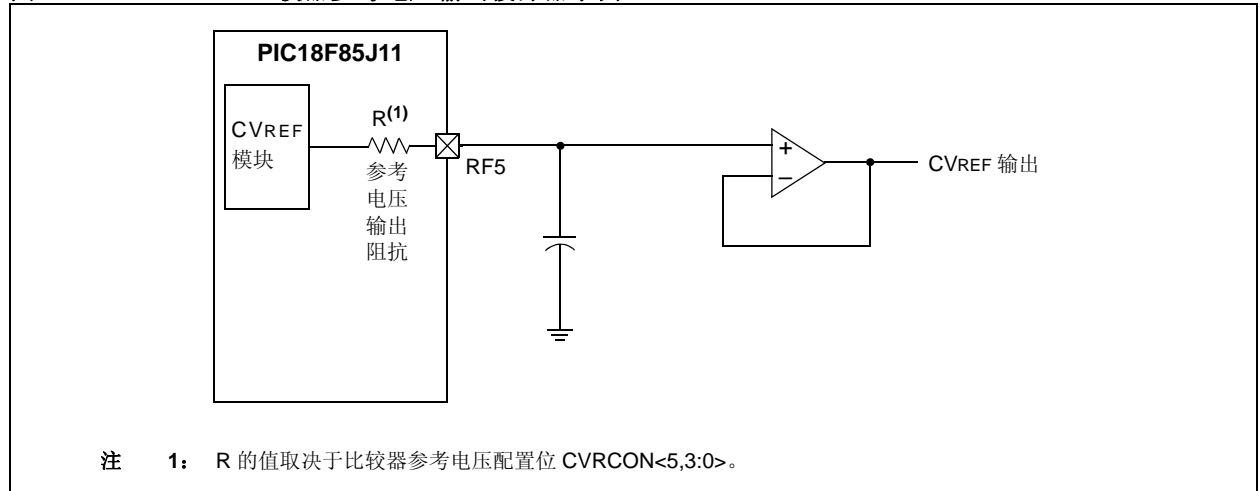 PIC18F85J11
CVREF
模块
R(1)
参考
电压
输出
阻抗
RF5
+
–
CVREF 输出
注 1： R 的值取决于比较器参考电压配置位 CVRCON<5,3:0>。